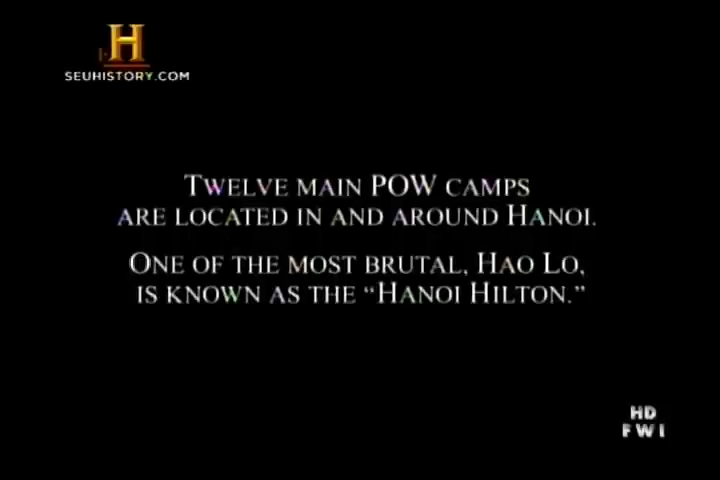 H
SEUHISTORY.COM
TWELVE MAIN POW CAMPS
ARE LOCATED IN AND AROUND HANOI.
ONE OF THE MOST BRUTAL, HAO LO,
IS KNOWN AS THE “HANOI HILTON.”
HD
FWI